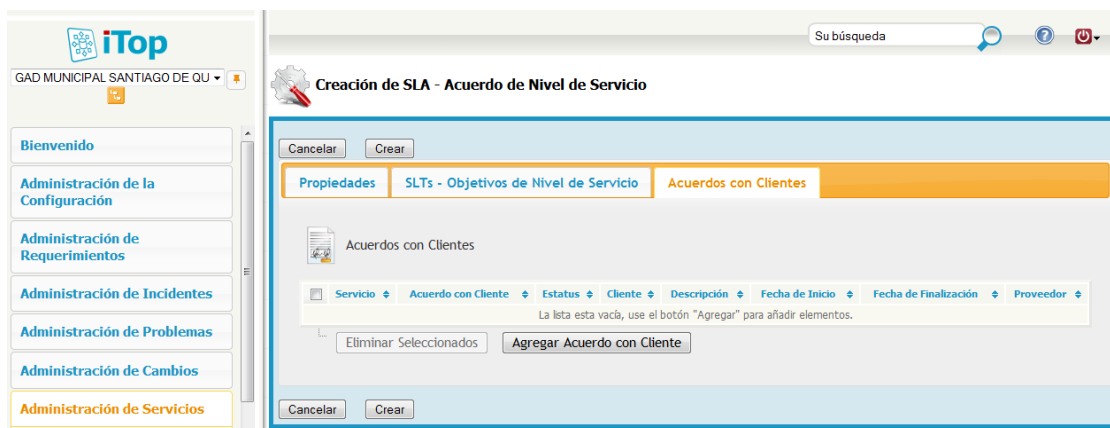 iTop
GAD MUNICIPAL SANTIAGO DE QU
Bienvenido
Administración de la
Configuración
Administración de
Requerimientos
Administración de Incidentes
Administración de Problemas
Administración de Cambios
Administración de Servicios
Su búsqueda
Creación de SLA - Acuerdo de Nivel de Servicio
Cancelar Crear
Propiedades SLTs - Objetivos de Nivel de Servicio Acuerdos con Clientes
Acuerdos con Clientes
Servicio Acuerdo con Cliente Estatus Cliente Descripción Fecha de Inicio Fecha de Finalización Proveedor
La lista esta vacía, use el botón "Agregar" para añadir elementos.
Eliminar Seleccionados Agregar Acuerdo con Cliente
Cancelar Crear